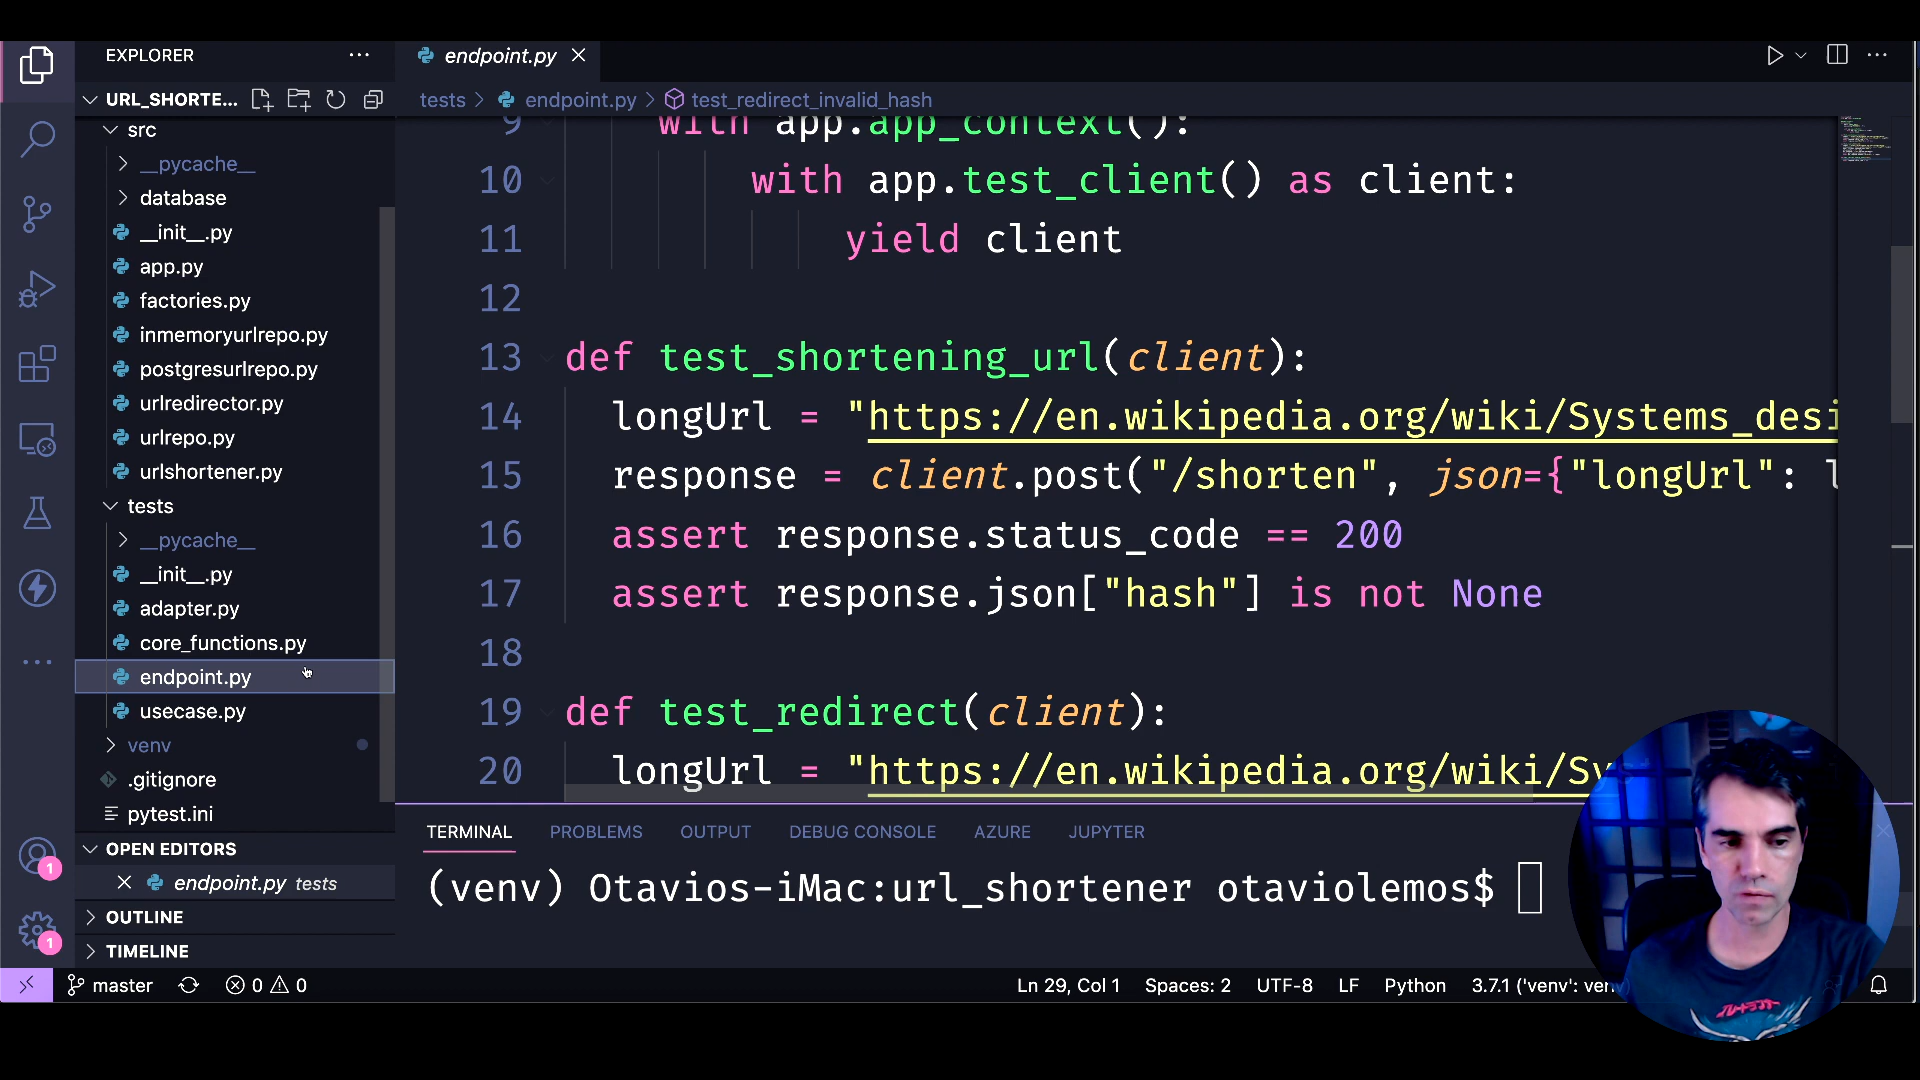 EXPLORER
URL_SHORTE...
src
__pycache__
database
__init__.py
app.py
factories.py
inmemoryurlrepo.py
postgresurlrepo.py
urlredirector.py
urlrepo.py
urlshortener.py
tests
__pycache__
__init__.py
adapter.py
core_functions.py
endpoint.py
usecase.py
venv
.gitignore
pytest.ini
OPEN EDITORS
endpoint.py tests
OUTLINE
TIMELINE
1
1
endpoint.py
tests > endpoint.py > test_redirect_invalid_hash
9 with app.app_context():
10 with app.test_client() as client:
11 yield client
12
13 def test_shortening_url(client):
14 longUrl = "https://en.wikipedia.org/wiki/Systems_desi
15 response = client.post("/shorten", json={"longUrl": l
16 assert response.status_code == 200
17 assert response.json["hash"] is not None
18
19 def test_redirect(client):
20 longUrl = "https://en.wikipedia.org/wiki/Sy
TERMINAL PROBLEMS OUTPUT DEBUG CONSOLE AZURE JUPYTER
(venv) Otavios-iMac:url_shortener otaviolemos$
master 0 0 Ln 29, Col 1 Spaces: 2 UTF-8 LF Python 3.7.1 ('venv': ven